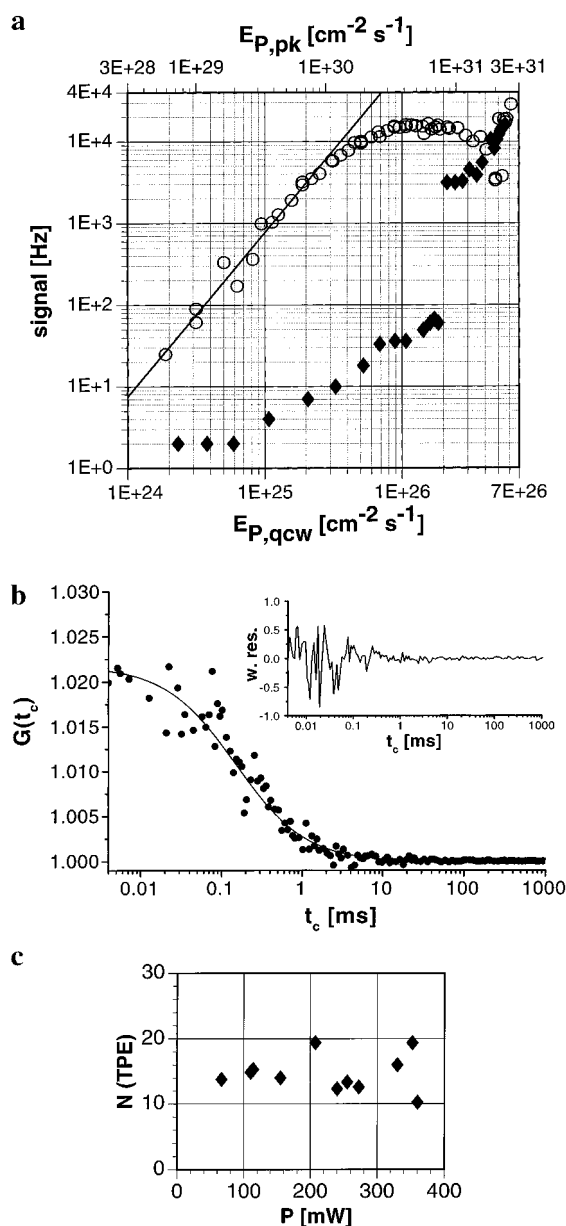 a
E_P,pk [cm⁻² s⁻¹]
3E+28 1E+29 1E+30 1E+31 3E+31
4E+4
1E+4
1E+3
1E+2
1E+1
1E+0
signal [Hz]
1E+24 1E+25 1E+26 7E+26
E_P,qcw [cm⁻² s⁻¹]
b
1.030
1.025
1.020
1.015
1.010
1.005
1.000
G(t_c)
0.01 0.1 1 10 100 1000
t_c [ms]
1.0
0.5
0.0
-0.5
-1.0
w. res.
0.01 0.1 1 10 100 1000
t_c [ms]
c
30
20
10
0
N (TPE)
0 100 200 300 400
P [mW]